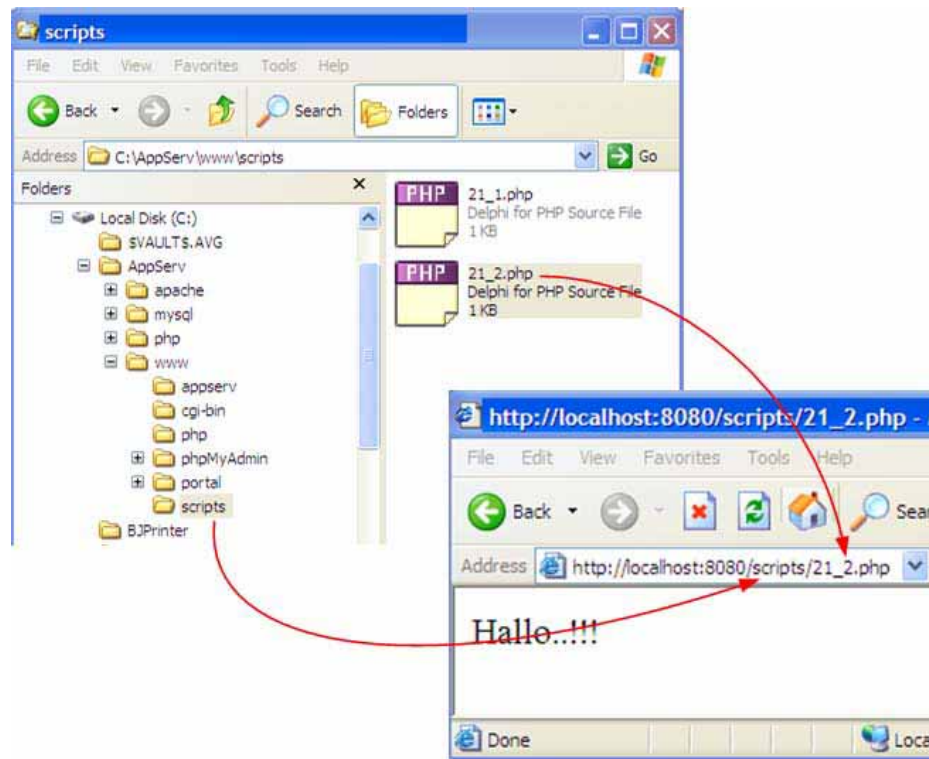 scripts
File Edit View Favorites Tools Help
Back Search Folders
Address C:\AppServ\www\scripts Go
Folders
Local Disk (C:)
$VAULT$.AVG
AppServ
apache
mysql
php
www
appserv
cgi-bin
php
phpMyAdmin
portal
scripts
BJPrinter
PHP
21_1.php
Delphi for PHP Source File
1 KB
PHP
21_2.php
Delphi for PHP Source File
1 KB
http://localhost:8080/scripts/21_2.php -
File Edit View Favorites Tools Help
Back Sear
Address http://localhost:8080/scripts/21_2.php
Hallo..!!!
Done Loca